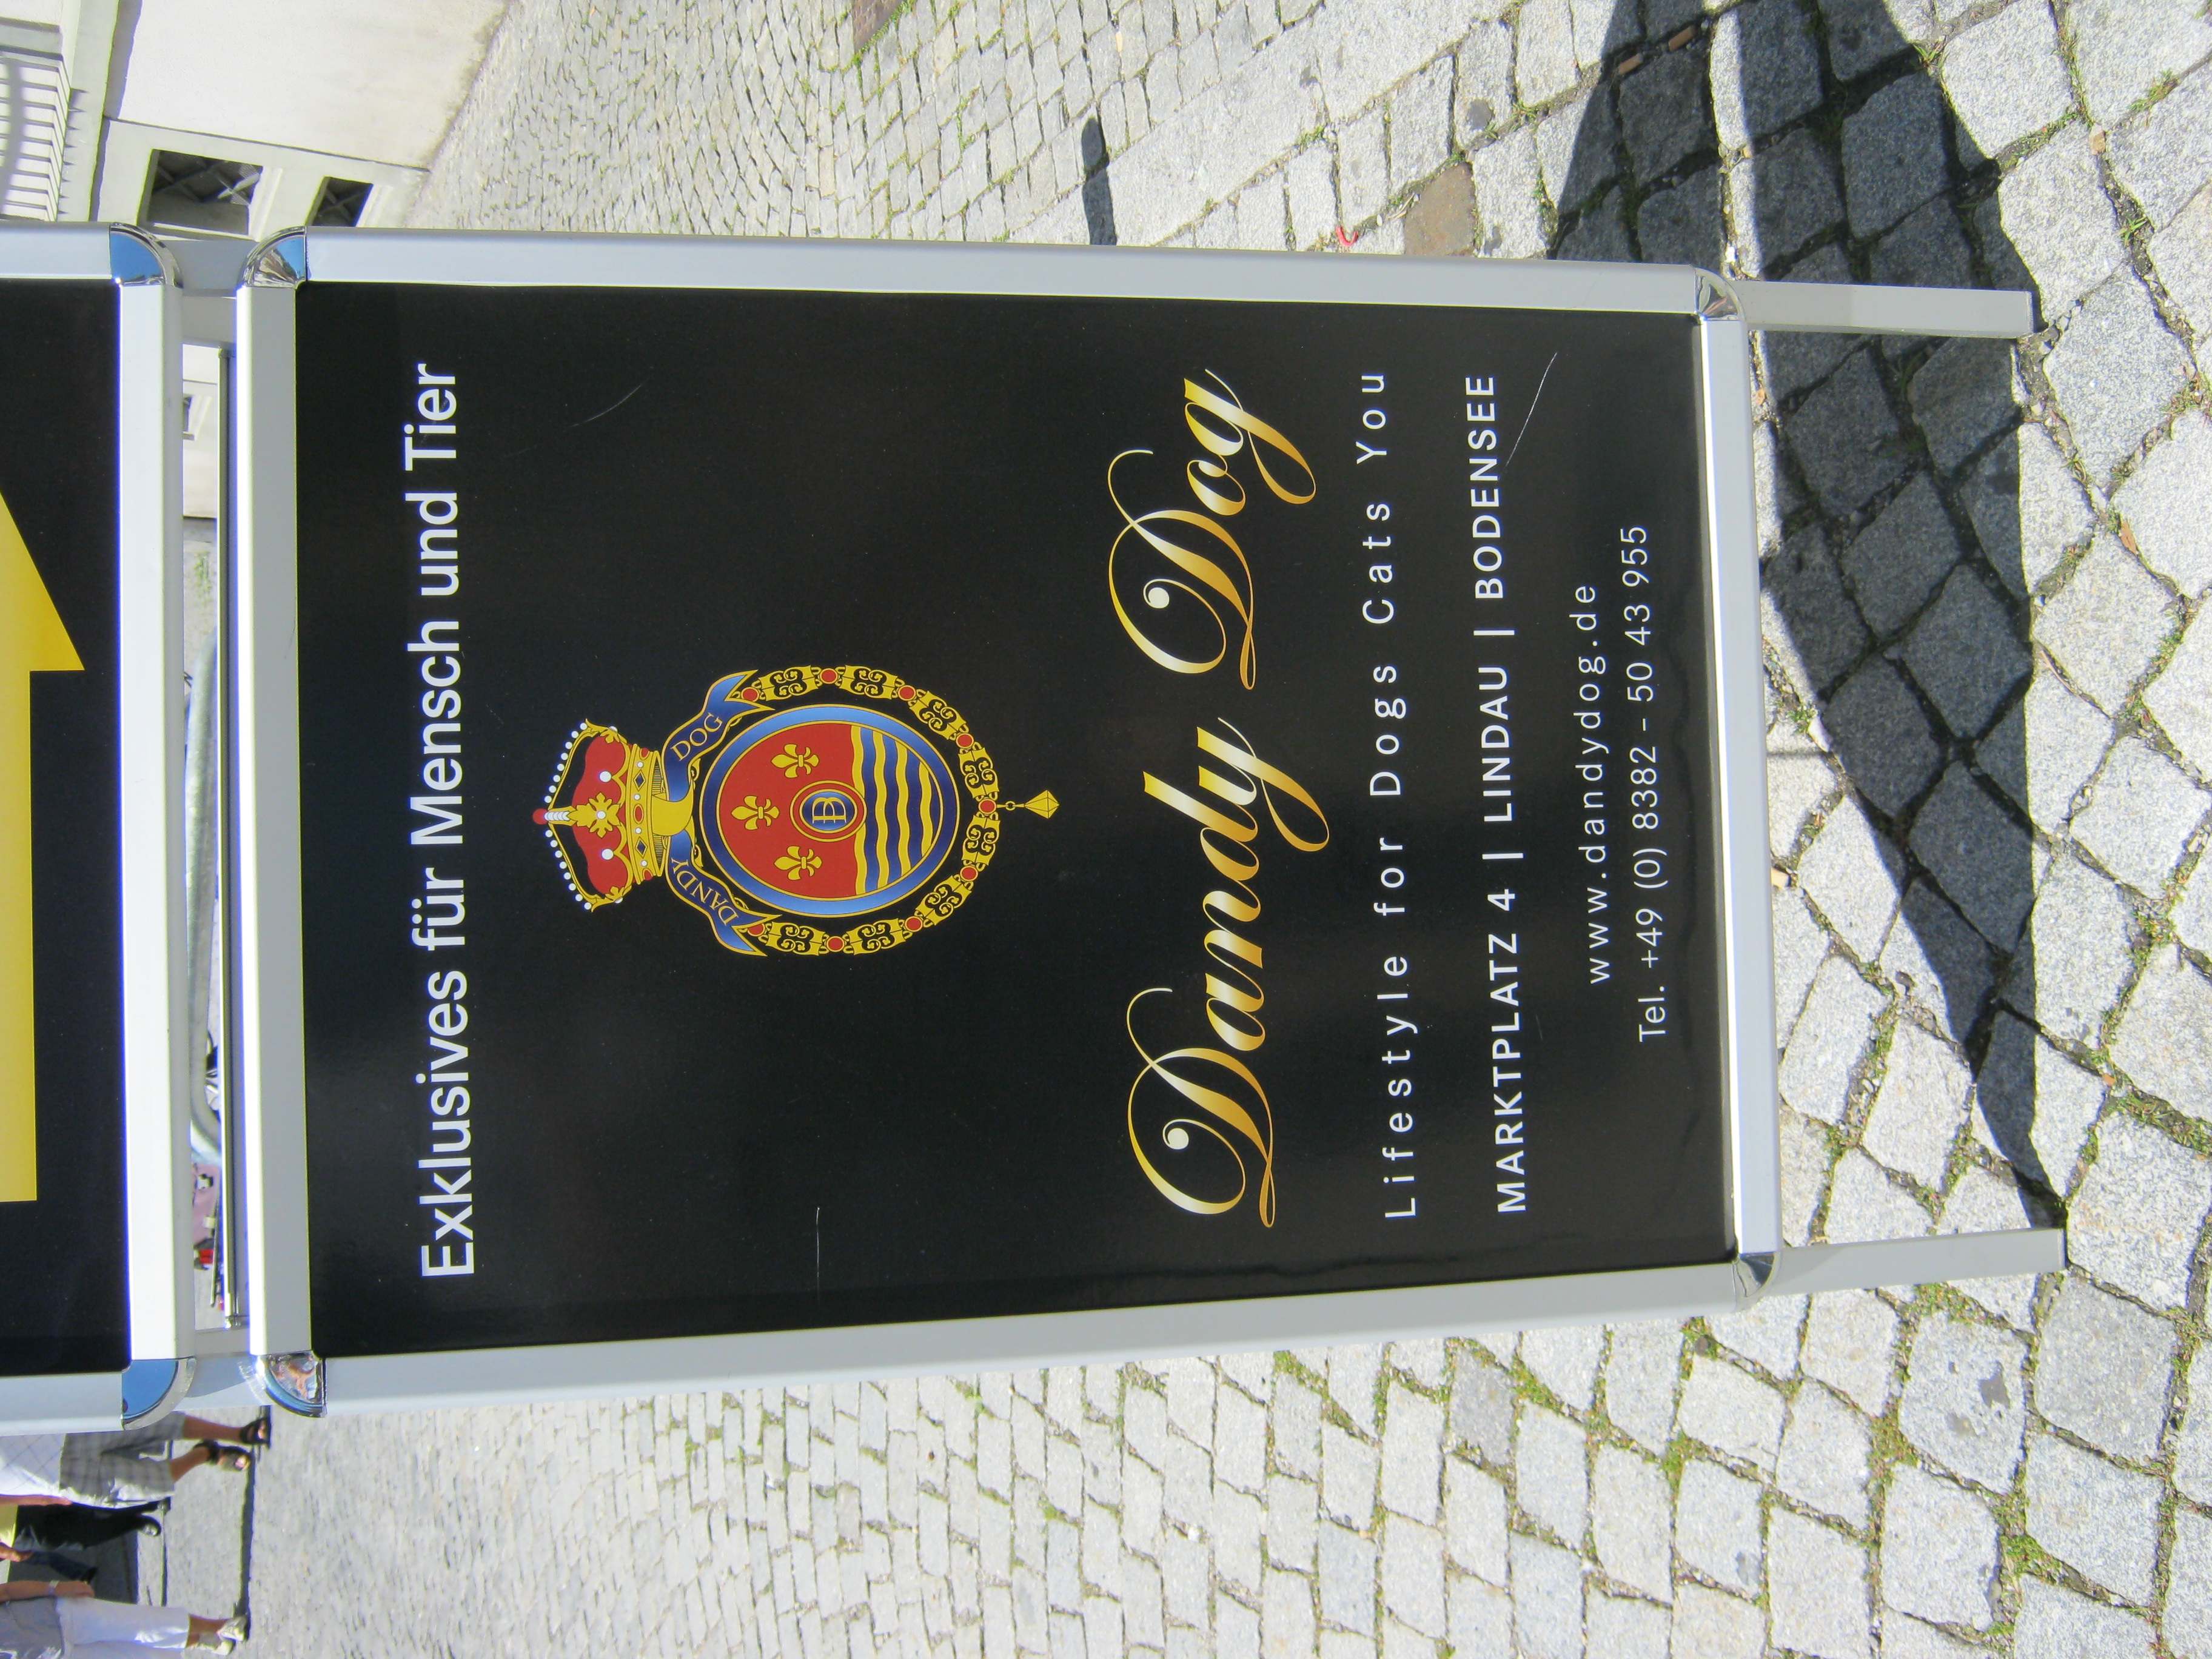 Exklusives für Mensch und Tier
DANDY DOG
Dandy Dog
Lifestyle for Dogs Cats You
MARKTPLATZ 4 | LINDAU | BODENSEE
www.dandydog.de
Tel. +49 (0) 8382 - 50 43 955